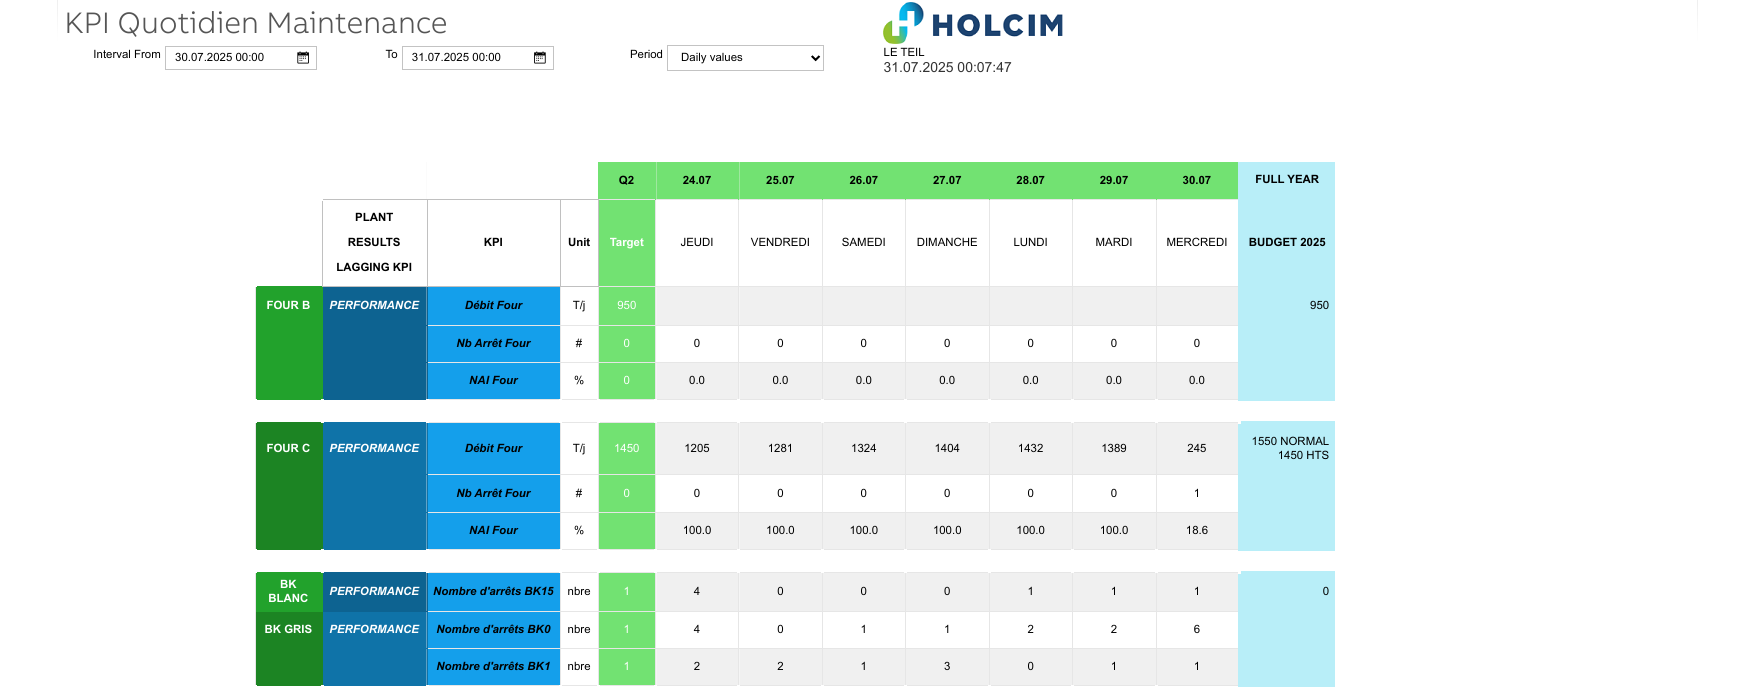 KPI Quotidien Maintenance
HOLCIM
Interval From 30.07.2025 00:00 To 31.07.2025 00:00 Period Daily values
LE TEIL
31.07.2025 00:07:47
Q2 24.07 25.07 26.07 27.07 28.07 29.07 30.07 FULL YEAR
PLANT
RESULTS KPI Unit Target JEUDI VENDREDI SAMEDI DIMANCHE LUNDI MARDI MERCREDI BUDGET 2025
LAGGING KPI
FOUR B PERFORMANCE Débit Four T/j 950 950
Nb Arrêt Four # 0 0 0 0 0 0 0 0
NAI Four % 0 0.0 0.0 0.0 0.0 0.0 0.0 0.0
FOUR C PERFORMANCE Débit Four T/j 1450 1205 1281 1324 1404 1432 1389 245 1550 NORMAL
1450 HTS
Nb Arrêt Four # 0 0 0 0 0 0 0 1
NAI Four % 100.0 100.0 100.0 100.0 100.0 100.0 18.6
BK
BLANC PERFORMANCE Nombre d'arrêts BK15 nbre 1 4 0 0 0 1 1 1 0
BK GRIS PERFORMANCE Nombre d'arrêts BK0 nbre 1 4 0 1 1 2 2 6
Nombre d'arrêts BK1 nbre 1 2 2 1 3 0 1 1